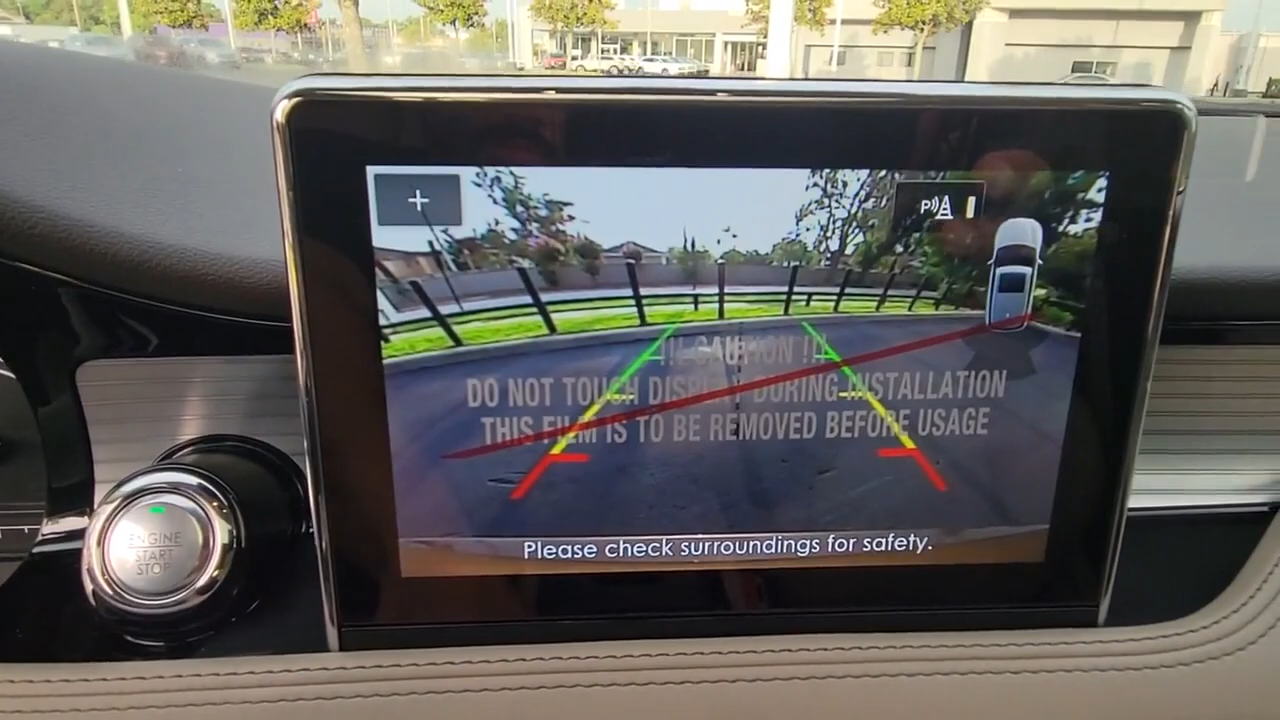 +
P
!!! CAUTION !!!
DO NOT TOUCH DISPLAY DURING INSTALLATION
THIS FILM IS TO BE REMOVED BEFORE USAGE
Please check surroundings for safety.
ENGINE
START
STOP